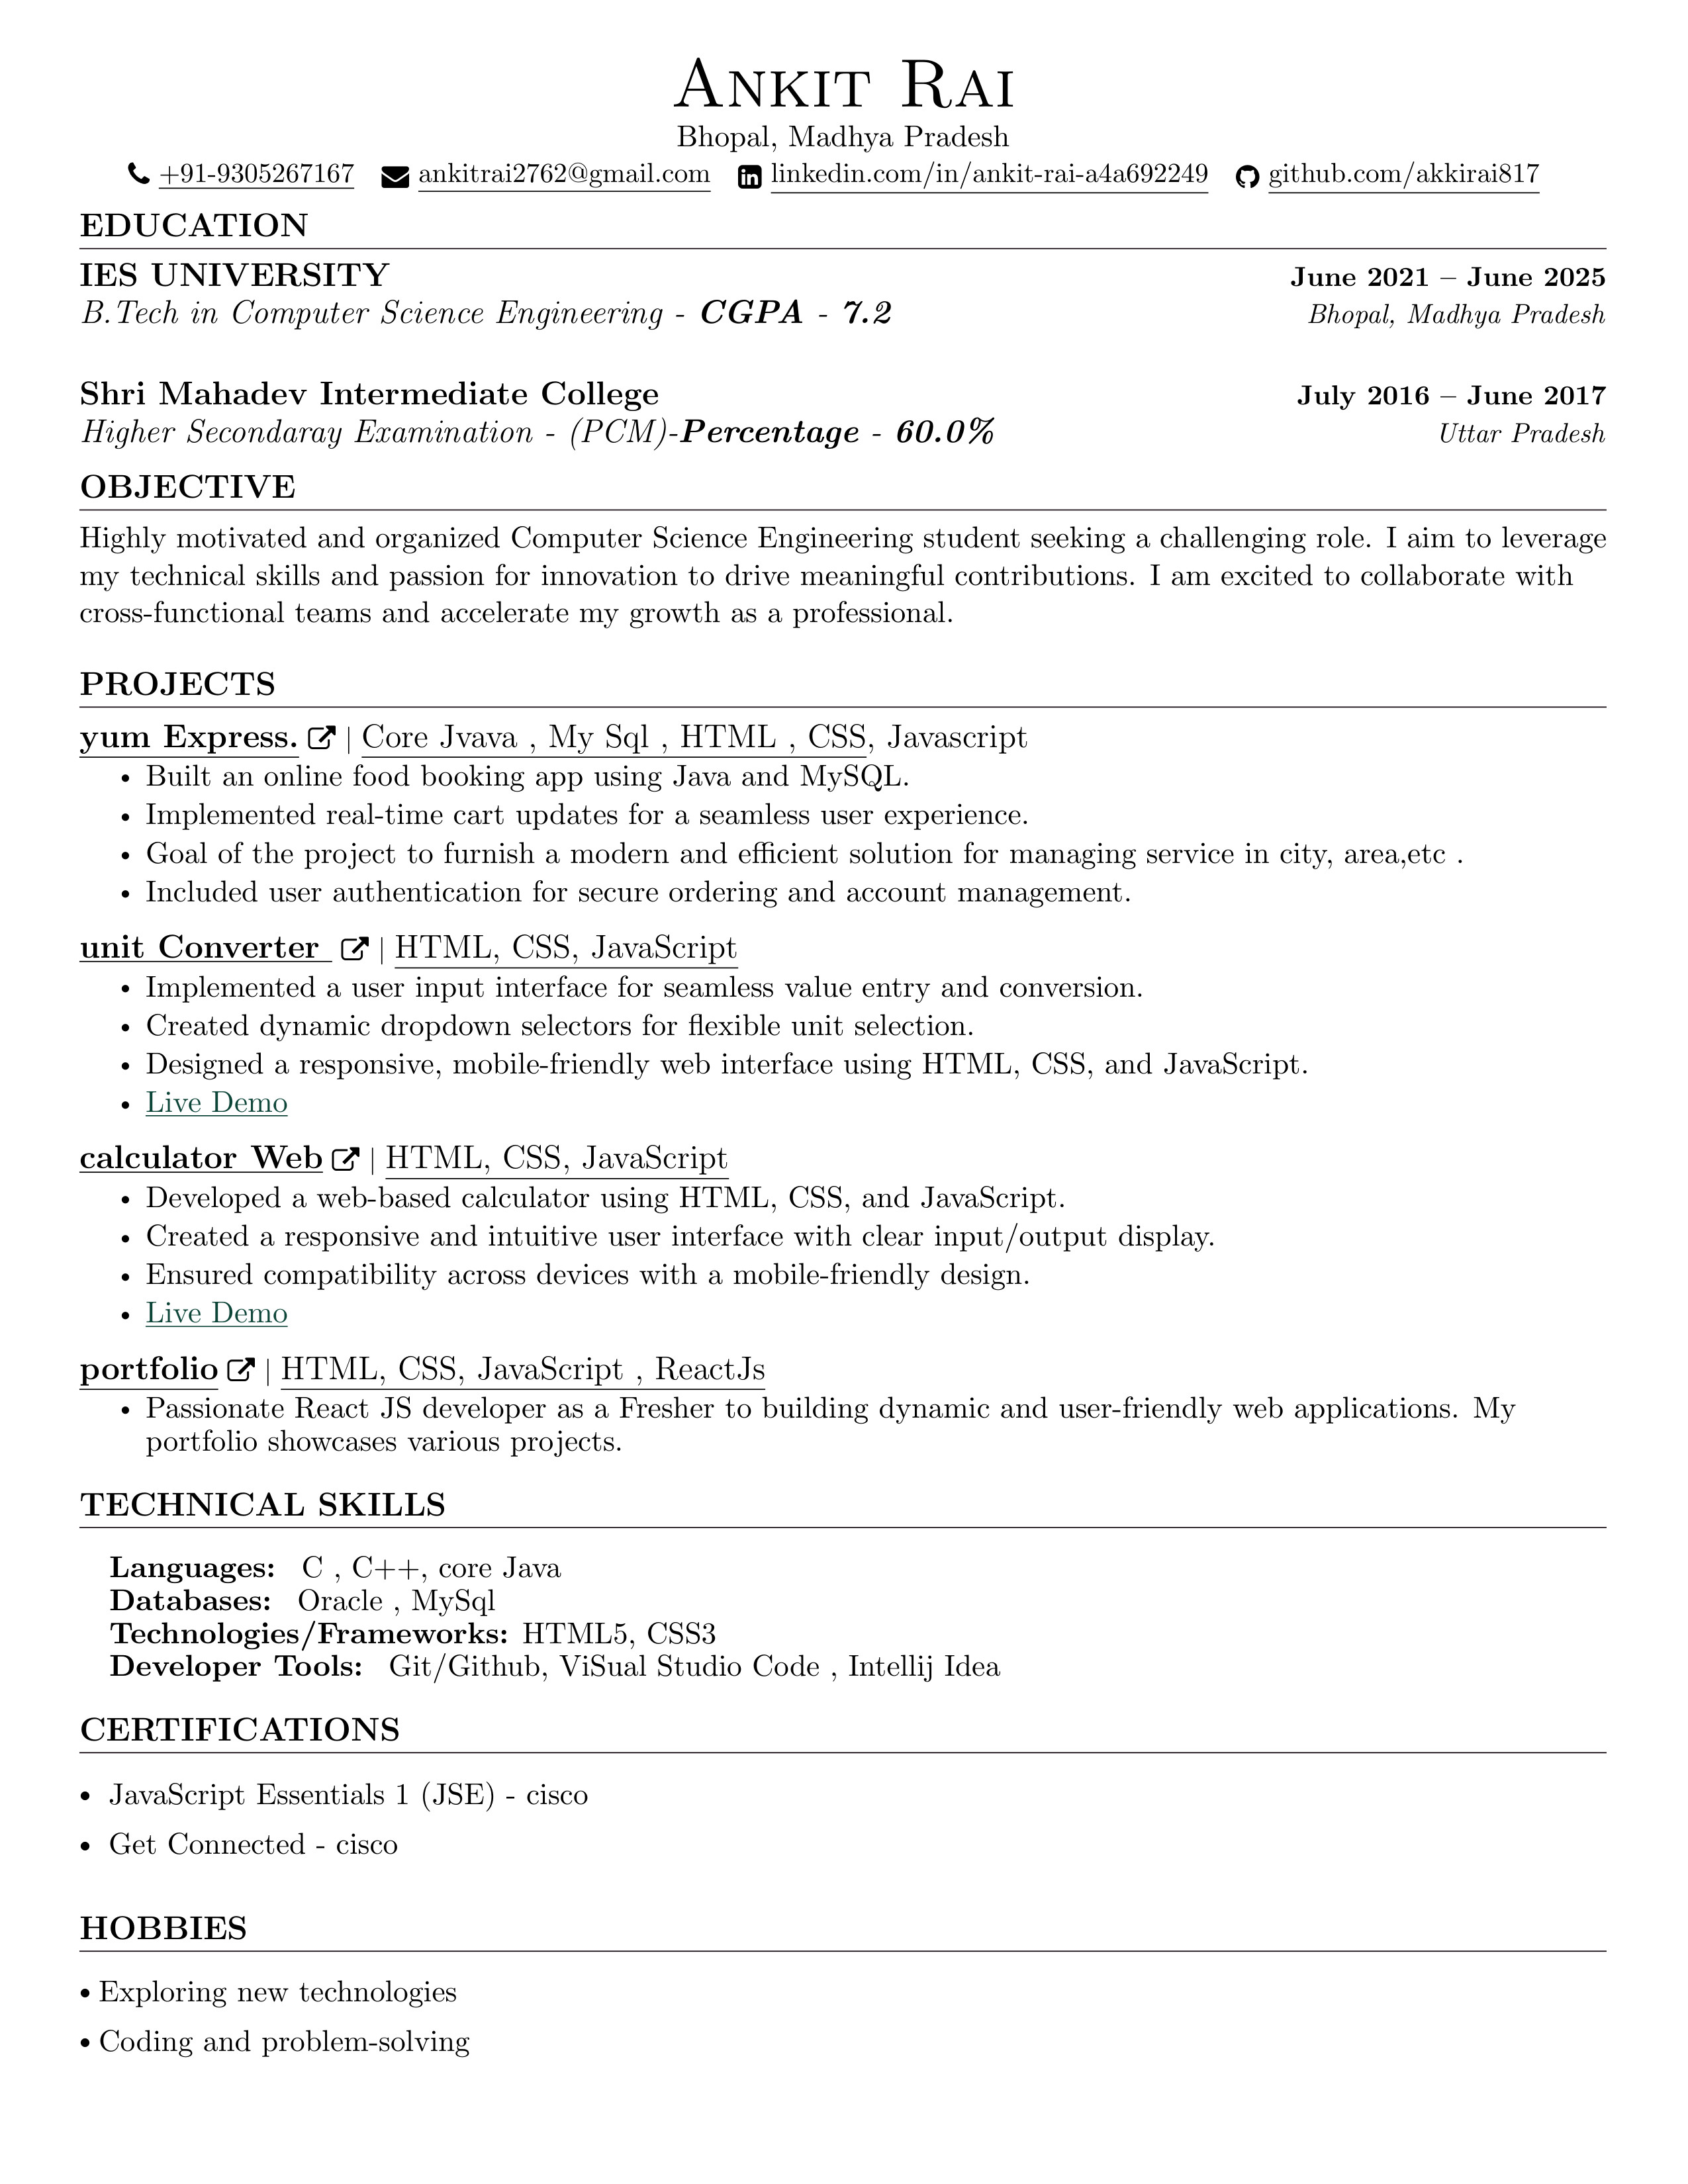 Ankit Rai
Bhopal, Madhya Pradesh
+91-9305267167 ankitrai2762@gmail.com linkedin.com/in/ankit-rai-a4a692249 github.com/akkirai817
EDUCATION
IES UNIVERSITY June 2021 – June 2025
B.Tech in Computer Science Engineering - CGPA - 7.2 Bhopal, Madhya Pradesh
Shri Mahadev Intermediate College July 2016 – June 2017
Higher Secondaray Examination - (PCM)-Percentage - 60.0% Uttar Pradesh
OBJECTIVE
Highly motivated and organized Computer Science Engineering student seeking a challenging role. I aim to leverage
my technical skills and passion for innovation to drive meaningful contributions. I am excited to collaborate with
cross-functional teams and accelerate my growth as a professional.
PROJECTS
yum Express. | Core Jvava , My Sql , HTML , CSS, Javascript
• Built an online food booking app using Java and MySQL.
• Implemented real-time cart updates for a seamless user experience.
• Goal of the project to furnish a modern and efficient solution for managing service in city, area,etc .
• Included user authentication for secure ordering and account management.
unit Converter | HTML, CSS, JavaScript
• Implemented a user input interface for seamless value entry and conversion.
• Created dynamic dropdown selectors for flexible unit selection.
• Designed a responsive, mobile-friendly web interface using HTML, CSS, and JavaScript.
• Live Demo
calculator Web | HTML, CSS, JavaScript
• Developed a web-based calculator using HTML, CSS, and JavaScript.
• Created a responsive and intuitive user interface with clear input/output display.
• Ensured compatibility across devices with a mobile-friendly design.
• Live Demo
portfolio | HTML, CSS, JavaScript , ReactJs
• Passionate React JS developer as a Fresher to building dynamic and user-friendly web applications. My
portfolio showcases various projects.
TECHNICAL SKILLS
Languages: C , C++, core Java
Databases: Oracle , MySql
Technologies/Frameworks: HTML5, CSS3
Developer Tools: Git/Github, ViSual Studio Code , Intellij Idea
CERTIFICATIONS
• JavaScript Essentials 1 (JSE) - cisco
• Get Connected - cisco
HOBBIES
• Exploring new technologies
• Coding and problem-solving